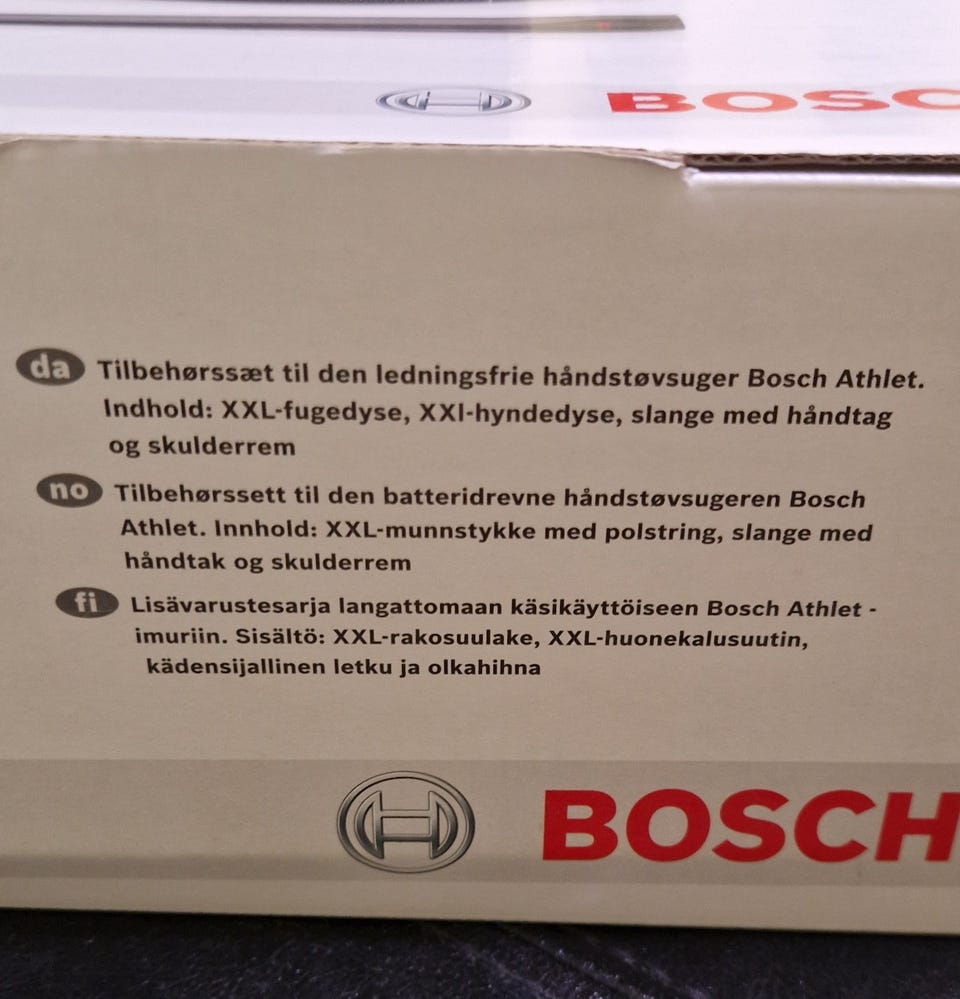 BOSC
da Tilbehørssæt til den ledningsfrie håndstøvsuger Bosch Athlet.
Indhold: XXL-fugedyse, XXl-hyndedyse, slange med håndtag
og skulderrem
no Tilbehørssett til den batteridrevne håndstøvsugeren Bosch
Athlet. Innhold: XXL-munnstykke med polstring, slange med
håndtak og skulderrem
fi Lisävarustesarja langattomaan käsikäyttöiseen Bosch Athlet -
imuriin. Sisältö: XXL-rakosuulake, XXL-huonekalusuutin,
kädensijallinen letku ja olkahihna
BOSCH